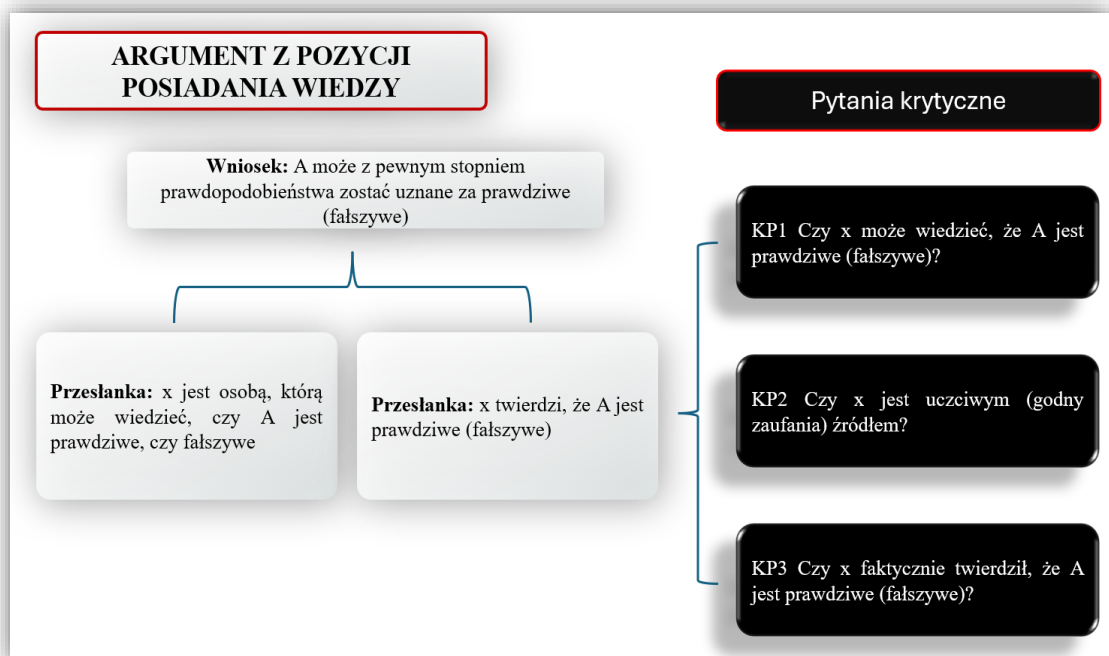 ARGUMENT Z POZYCJI
POSIADANIA WIEDZY
Wniosek: A może z pewnym stopniem
prawdopodobieństwa zostać uznane za prawdziwe
(fałszywe)
Przesłanka: x jest osobą, którą
może wiedzieć, czy A jest
prawdziwe, czy fałszywe
Przesłanka: x twierdzi, że A jest
prawdziwe (fałszywe)
Pytania krytyczne
KP1 Czy x może wiedzieć, że A jest
prawdziwe (fałszywe)?
KP2 Czy x jest uczciwym (godny
zaufania) źródłem?
KP3 Czy x faktycznie twierdził, że A
jest prawdziwe (fałszywe)?